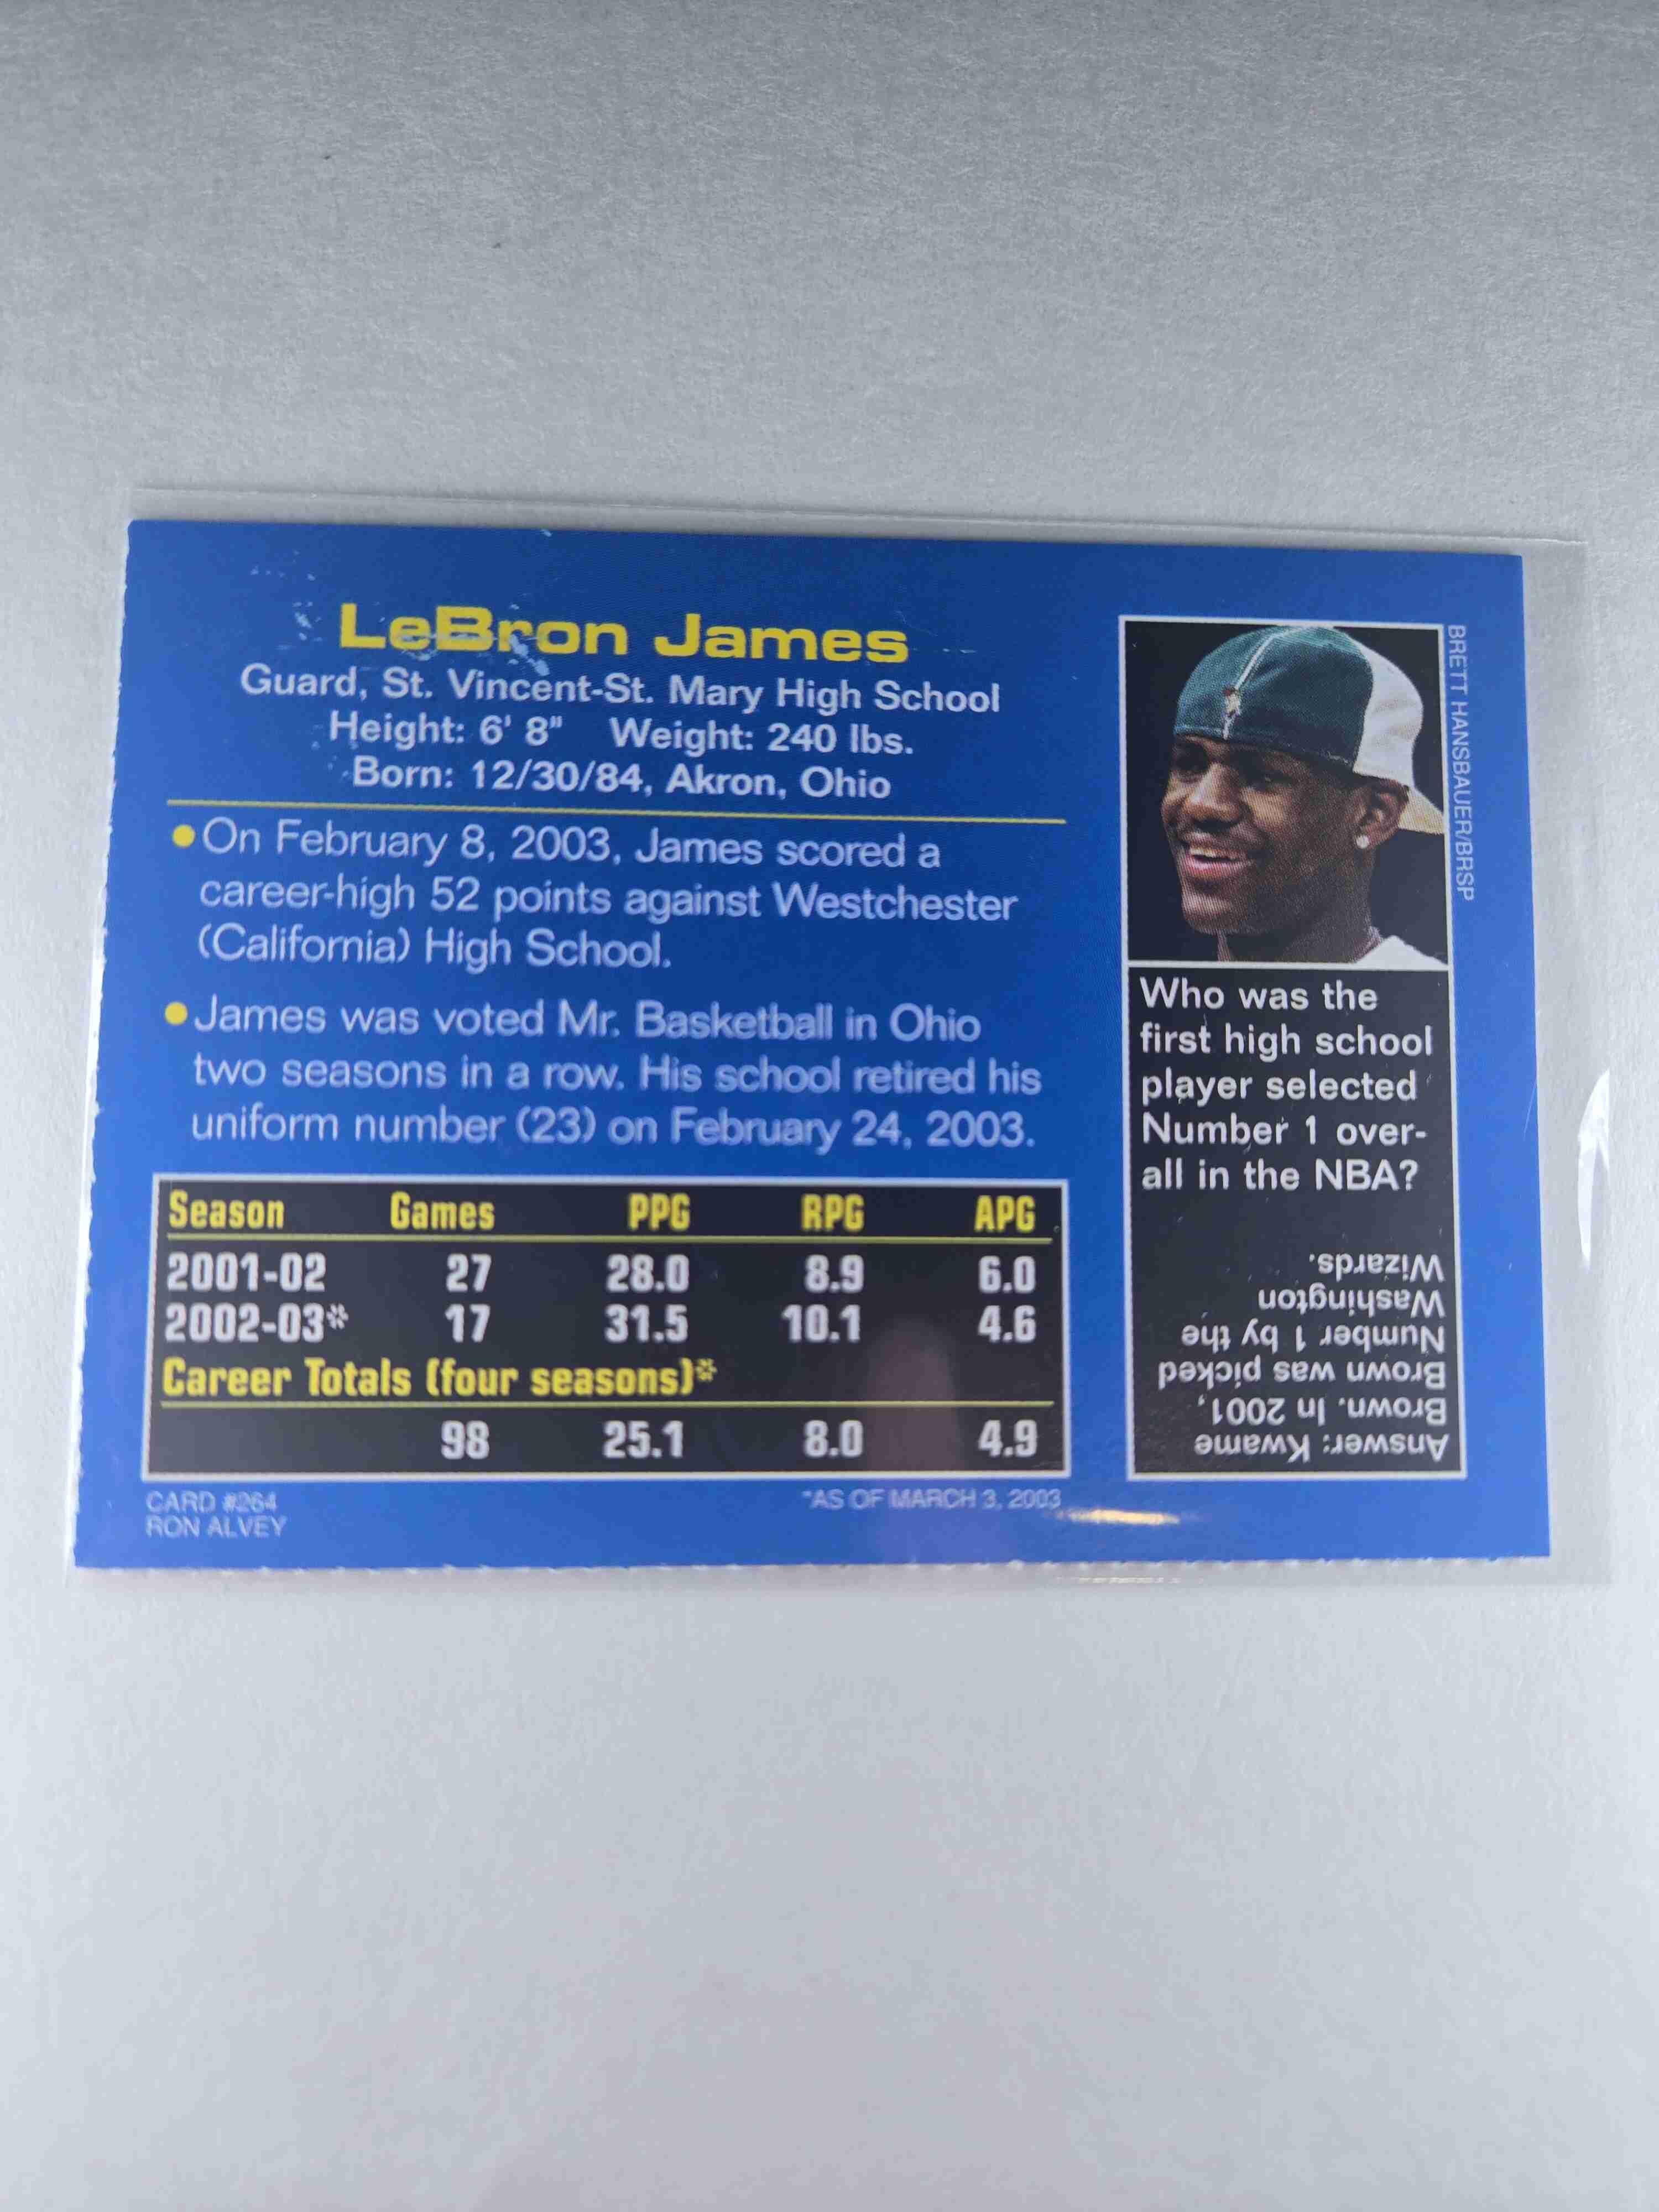 LeBron James
Guard, St. Vincent-St. Mary High School
Height: 6' 8" Weight: 240 lbs.
Born: 12/30/84, Akron, Ohio
• On February 8, 2003, James scored a
career-high 52 points against Westchester
(California) High School.
• James was voted Mr. Basketball in Ohio
two seasons in a row. His school retired his
uniform number (23) on February 24, 2003.
Season Games PPG RPG APG
2001-02 27 28.0 8.9 6.0
2002-03* 17 31.5 10.1 4.6
Career Totals (four seasons)*
98 25.1 8.0 4.9
CARD #264
RON ALVEY
*AS OF MARCH 3, 2003
BRETT HANSBAUER/BRSP
Who was the
first high school
player selected
Number 1 over-
all in the NBA?
Answer: Kwame
Brown. In 2001,
Brown was picked
Number 1 by the
Washington
Wizards.